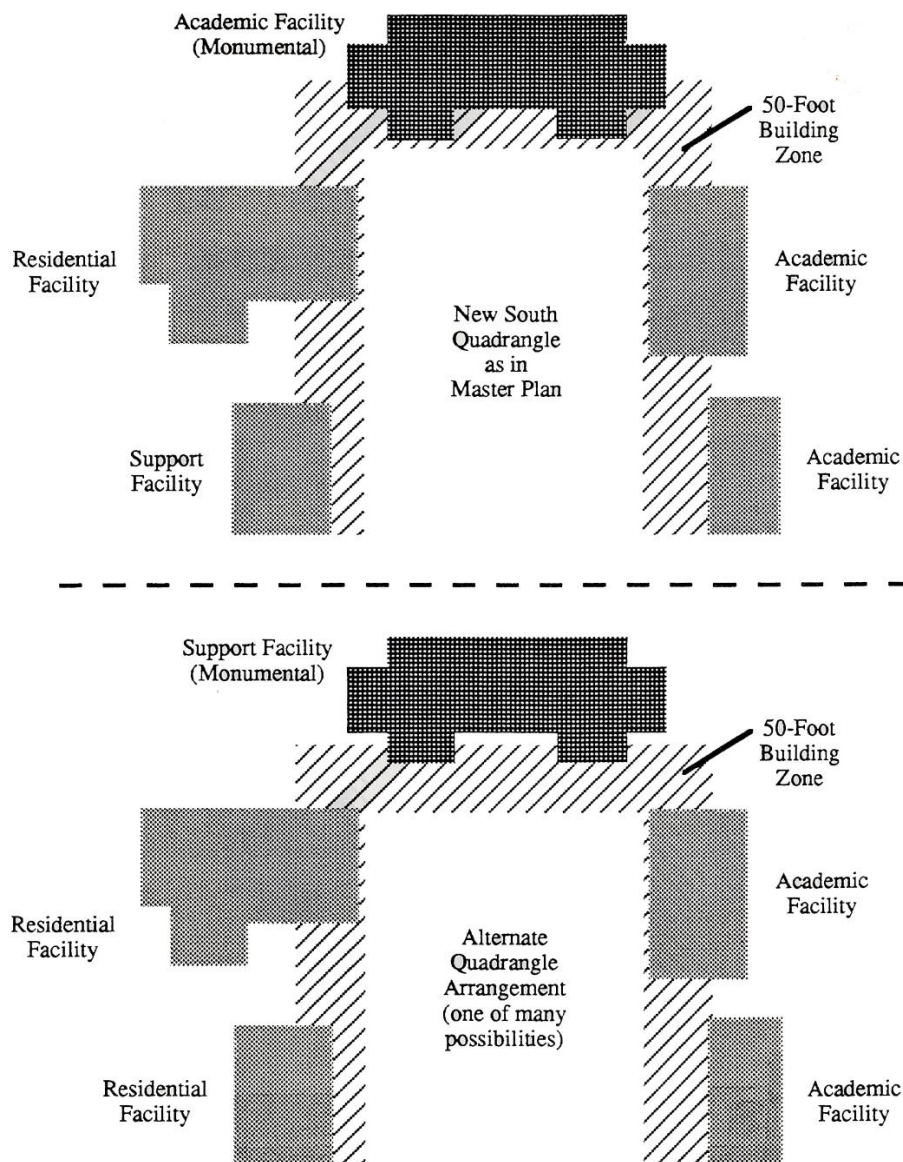 Academic Facility
(Monumental)
50-Foot
Building
Zone
Residential
Facility
Academic
Facility
New South
Quadrangle
as in
Master Plan
Support
Facility
Academic
Facility
Support Facility
(Monumental)
50-Foot
Building
Zone
Academic
Facility
Residential
Facility
Alternate
Quadrangle
Arrangement
(one of many
possibilities)
Residential
Facility
Academic
Facility